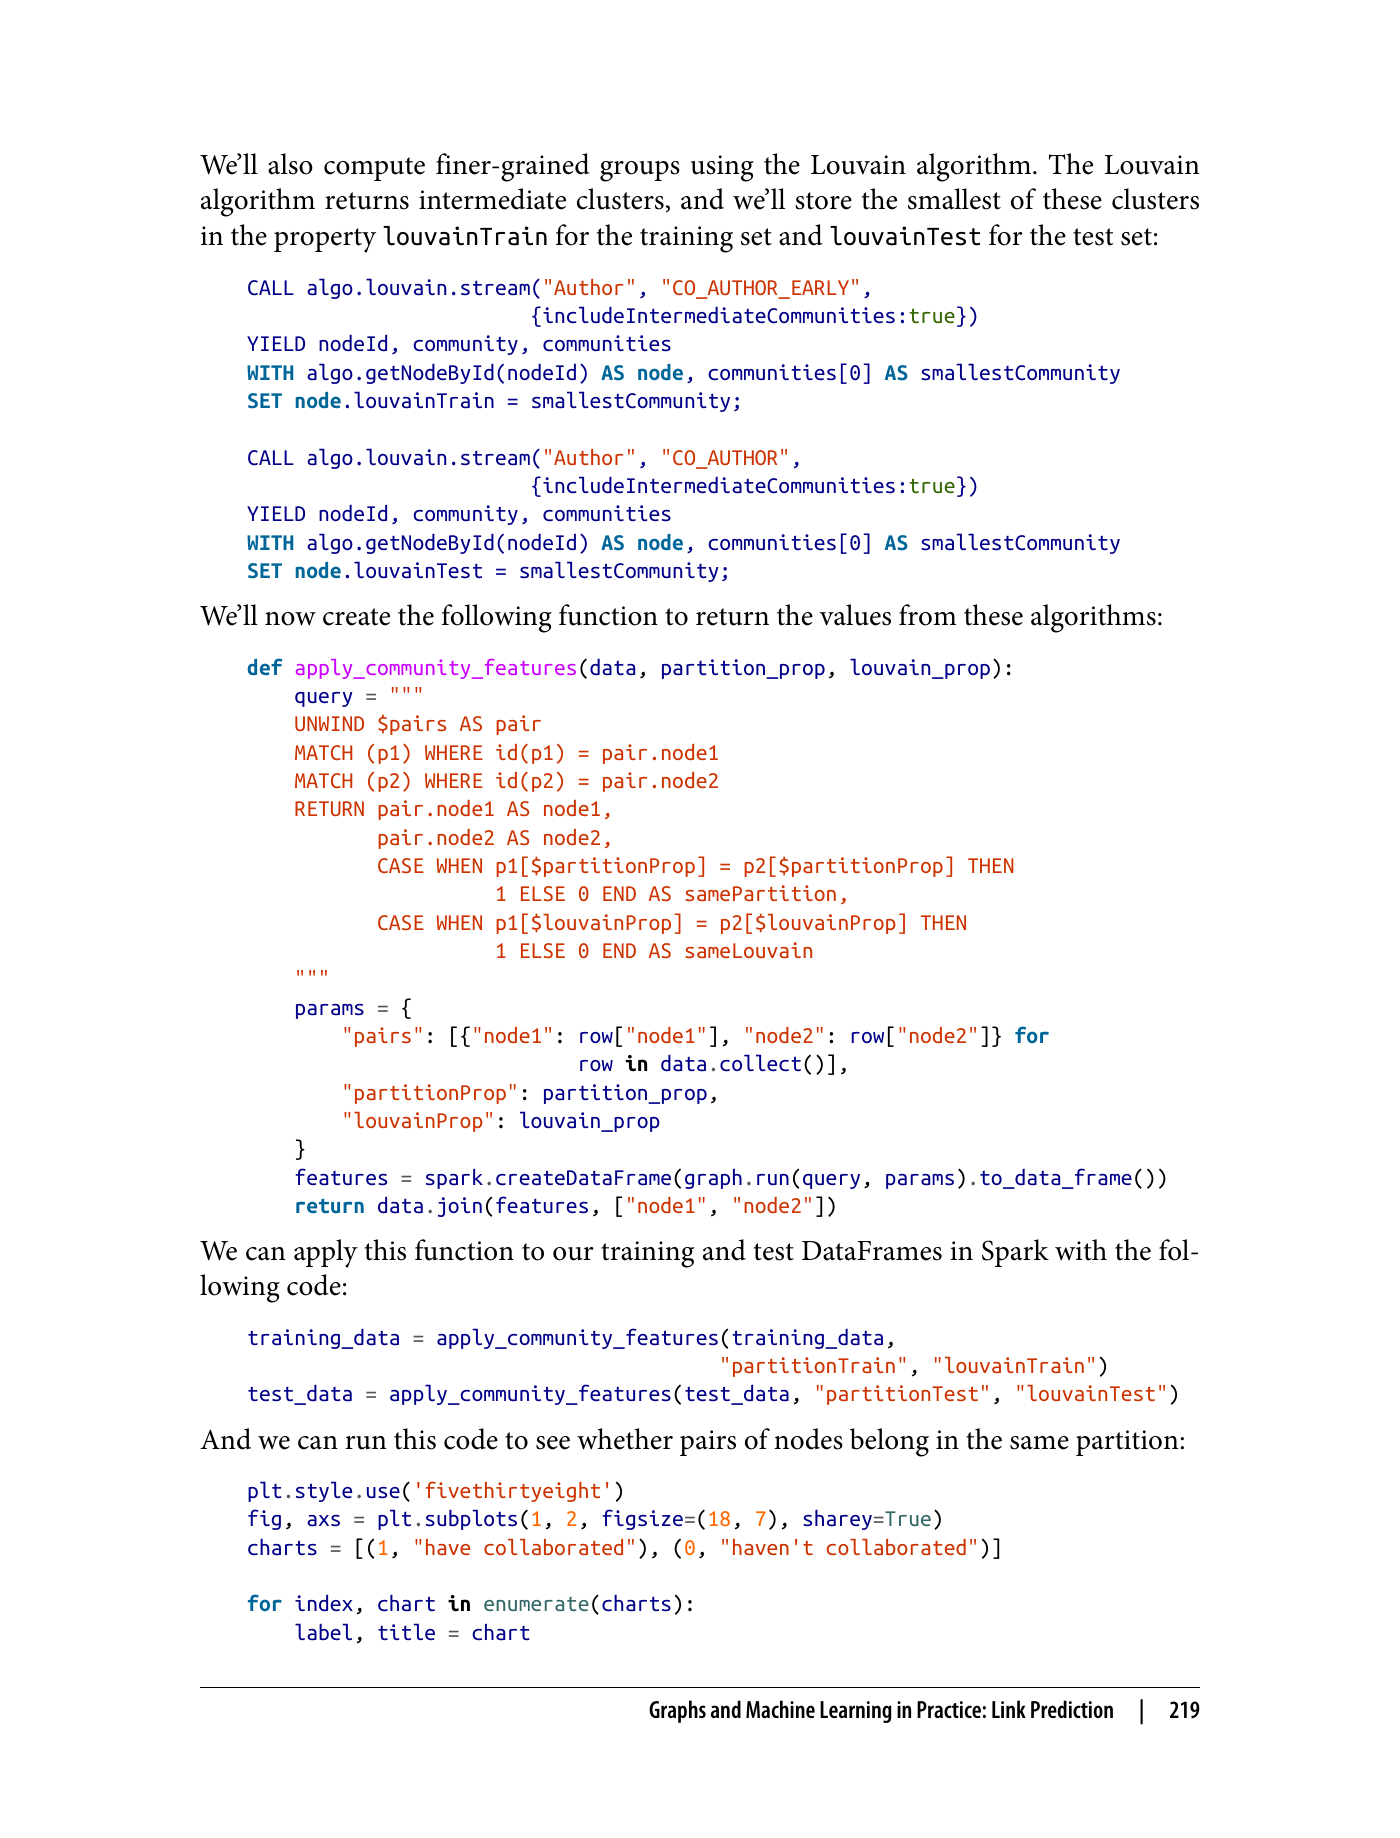 We’ll also compute finer-grained groups using the Louvain algorithm. The Louvain
algorithm returns intermediate clusters, and we’ll store the smallest of these clusters
in the property louvainTrain for the training set and louvainTest for the test set:
CALL algo.louvain.stream("Author", "CO_AUTHOR_EARLY",
                        {includeIntermediateCommunities:true})
YIELD nodeId, community, communities
WITH algo.getNodeById(nodeId) AS node, communities[0] AS smallestCommunity
SET node.louvainTrain = smallestCommunity;

CALL algo.louvain.stream("Author", "CO_AUTHOR",
                        {includeIntermediateCommunities:true})
YIELD nodeId, community, communities
WITH algo.getNodeById(nodeId) AS node, communities[0] AS smallestCommunity
SET node.louvainTest = smallestCommunity;
We’ll now create the following function to return the values from these algorithms:
def apply_community_features(data, partition_prop, louvain_prop):
    query = """
    UNWIND $pairs AS pair
    MATCH (p1) WHERE id(p1) = pair.node1
    MATCH (p2) WHERE id(p2) = pair.node2
    RETURN pair.node1 AS node1,
           pair.node2 AS node2,
           CASE WHEN p1[$partitionProp] = p2[$partitionProp] THEN
                     1 ELSE 0 END AS samePartition,
           CASE WHEN p1[$louvainProp] = p2[$louvainProp] THEN
                     1 ELSE 0 END AS sameLouvain
    """
    params = {
        "pairs": [{"node1": row["node1"], "node2": row["node2"]} for
                            row in data.collect()],
        "partitionProp": partition_prop,
        "louvainProp": louvain_prop
    }
    features = spark.createDataFrame(graph.run(query, params).to_data_frame())
    return data.join(features, ["node1", "node2"])
We can apply this function to our training and test DataFrames in Spark with the fol-
lowing code:
training_data = apply_community_features(training_data,
                                        "partitionTrain", "louvainTrain")
test_data = apply_community_features(test_data, "partitionTest", "louvainTest")
And we can run this code to see whether pairs of nodes belong in the same partition:
plt.style.use('fivethirtyeight')
fig, axs = plt.subplots(1, 2, figsize=(18, 7), sharey=True)
charts = [(1, "have collaborated"), (0, "haven't collaborated")]

for index, chart in enumerate(charts):
    label, title = chart
Graphs and Machine Learning in Practice: Link Prediction | 219